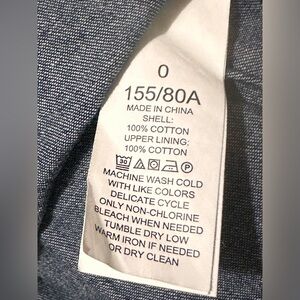 0
155/80A
MADE IN CHINA
SHELL:
100% COTTON
UPPER LINING:
100% COTTON
30 P
MACHINE WASH COLD
WITH LIKE COLORS
DELICATE CYCLE
ONLY NON-CHLORINE
BLEACH WHEN NEEDED
TUMBLE DRY LOW
WARM IRON IF NEEDED
OR DRY CLEAN